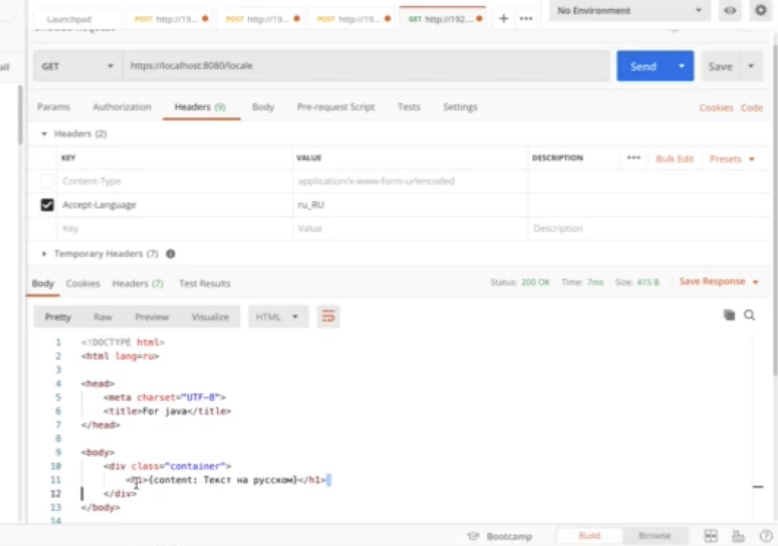 Launchpad POST http://19... POST http://19... POST http://19... GET http://192.... + ••• No Environment
GET https://localhost:8080/locale Send Save
Params Authorization Headers (9) Body Pre-request Script Tests Settings Cookies Code
Headers (2)
KEY VALUE DESCRIPTION ••• Bulk Edit Presets
Content-Type application/x-www-form-urlencoded
Accept-Language ru_RU
Key Value Description
Temporary Headers (7)
Body Cookies Headers (7) Test Results Status: 200 OK Time: 7ms Size: 415 B Save Response
Pretty Raw Preview Visualize HTML
1 <!DOCTYPE html>
2 <html lang=ru>
3
4 <head>
5 <meta charset="UTF-8">
6 <title>For java</title>
7 </head>
8
9 <body>
10 <div class="container">
11 <h1>{content: Текст на русском}</h1>
12 </div>
13 </body>
14
Bootcamp Build Browse